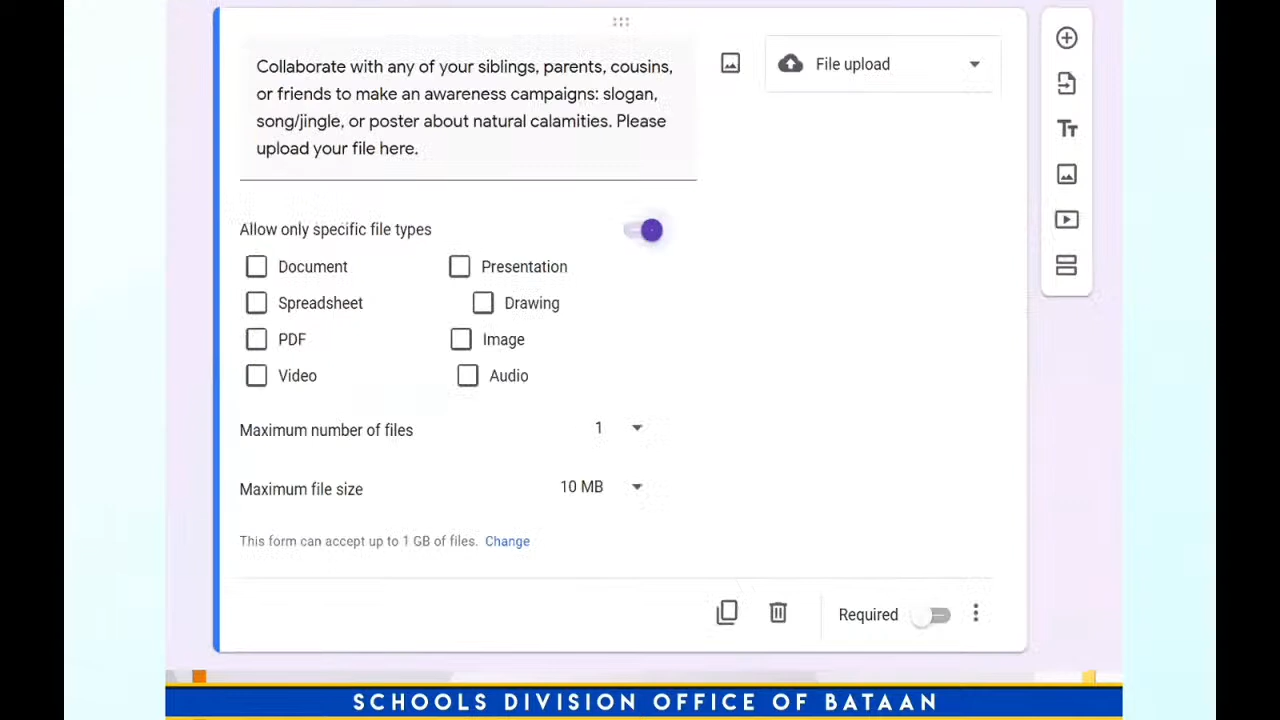 Collaborate with any of your siblings, parents, cousins,
or friends to make an awareness campaigns: slogan,
song/jingle, or poster about natural calamities. Please
upload your file here.
File upload
Tт
Allow only specific file types
Document
Presentation
Spreadsheet
Drawing
PDF
Image
Video
Audio
Maximum number of files
1
Maximum file size
10 MB
This form can accept up to 1 GB of files. Change
Required
SCHOOLS DIVISION OFFICE OF BATAAN